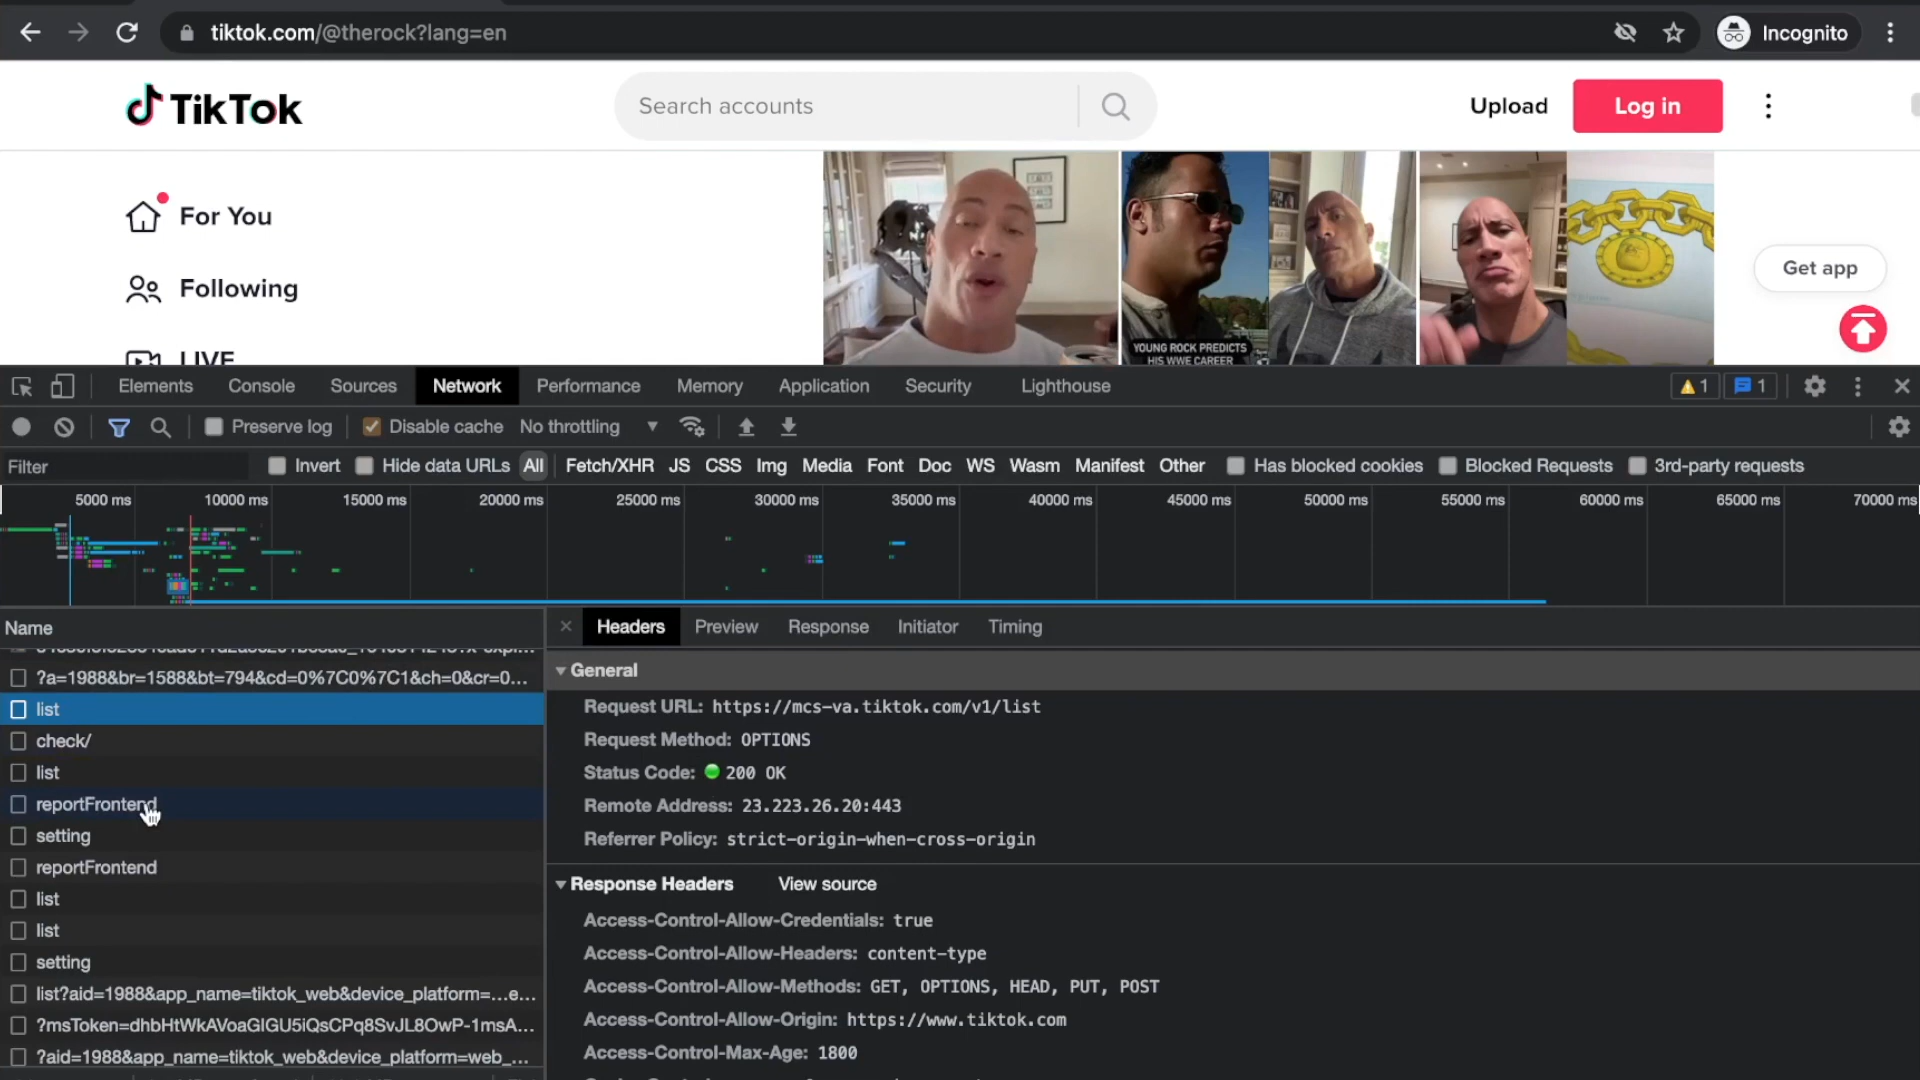 tiktok.com/@therock?lang=en
Incognito
TikTok
Search accounts
Upload
Log in
For You
Following
LIVE
YOUNG ROCK PREDICTS
HIS WWE CAREER
Get app
Elements Console Sources Network Performance Memory Application Security Lighthouse 1 1
Preserve log Disable cache No throttling
Filter Invert Hide data URLs All Fetch/XHR JS CSS Img Media Font Doc WS Wasm Manifest Other Has blocked cookies Blocked Requests 3rd-party requests
5000 ms 10000 ms 15000 ms 20000 ms 25000 ms 30000 ms 35000 ms 40000 ms 45000 ms 50000 ms 55000 ms 60000 ms 65000 ms 70000 ms
Name
?a=1988&br=1588&bt=794&cd=0%7C0%7C1&ch=0&cr=0...
list
check/
list
reportFrontend
setting
reportFrontend
list
list
setting
list?aid=1988&app_name=tiktok_web&device_platform=...e...
?msToken=dhbHtWkAVoaGIGU5iQsCPq8SvJL8OwP-1msA...
?aid=1988&app_name=tiktok_web&device_platform=web_...
Headers Preview Response Initiator Timing
General
Request URL: https://mcs-va.tiktok.com/v1/list
Request Method: OPTIONS
Status Code: 200 OK
Remote Address: 23.223.26.20:443
Referrer Policy: strict-origin-when-cross-origin
Response Headers View source
Access-Control-Allow-Credentials: true
Access-Control-Allow-Headers: content-type
Access-Control-Allow-Methods: GET, OPTIONS, HEAD, PUT, POST
Access-Control-Allow-Origin: https://www.tiktok.com
Access-Control-Max-Age: 1800